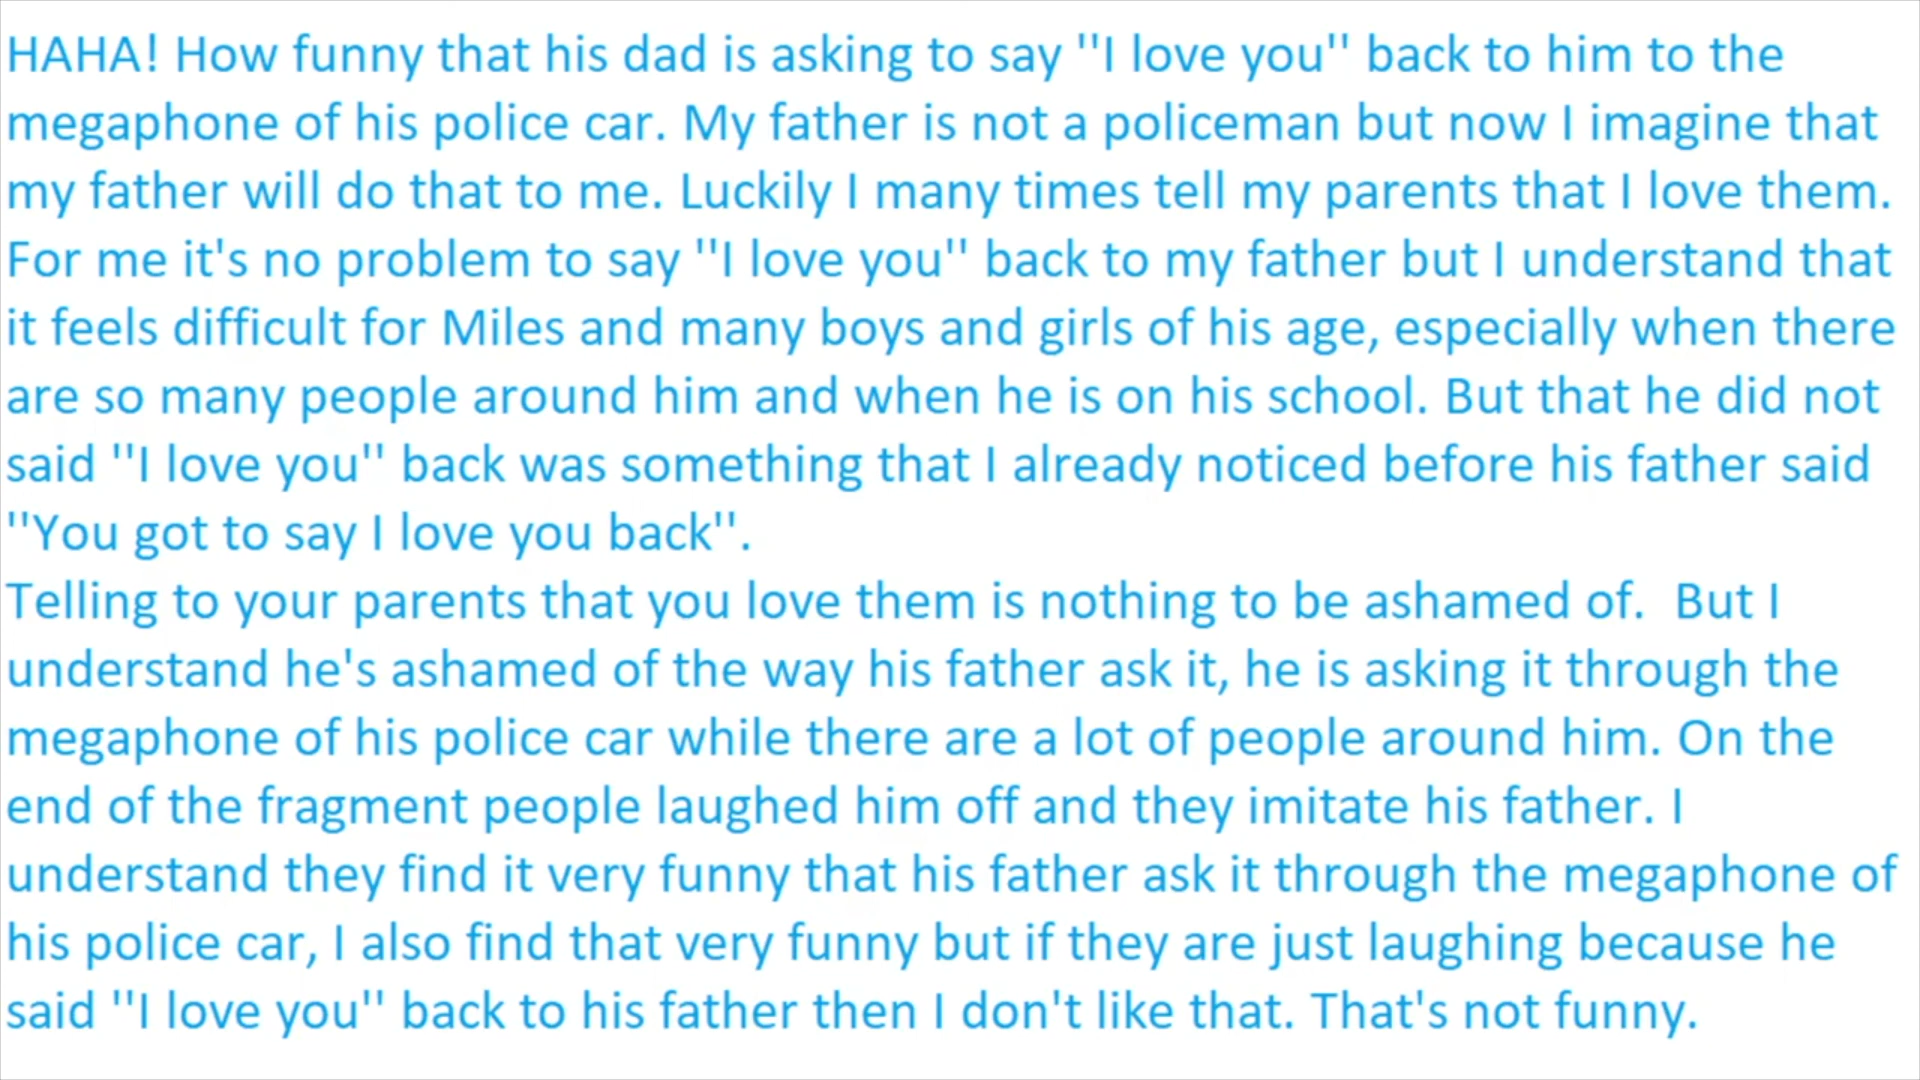 HAHA! How funny that his dad is asking to say ''I love you'' back to him to the
megaphone of his police car. My father is not a policeman but now I imagine that
my father will do that to me. Luckily I many times tell my parents that I love them.
For me it's no problem to say ''I love you'' back to my father but I understand that
it feels difficult for Miles and many boys and girls of his age, especially when there
are so many people around him and when he is on his school. But that he did not
said ''I love you'' back was something that I already noticed before his father said
''You got to say I love you back''.
Telling to your parents that you love them is nothing to be ashamed of.  But I
understand he's ashamed of the way his father ask it, he is asking it through the
megaphone of his police car while there are a lot of people around him. On the
end of the fragment people laughed him off and they imitate his father. I
understand they find it very funny that his father ask it through the megaphone of
his police car, I also find that very funny but if they are just laughing because he
said ''I love you'' back to his father then I don't like that. That's not funny.